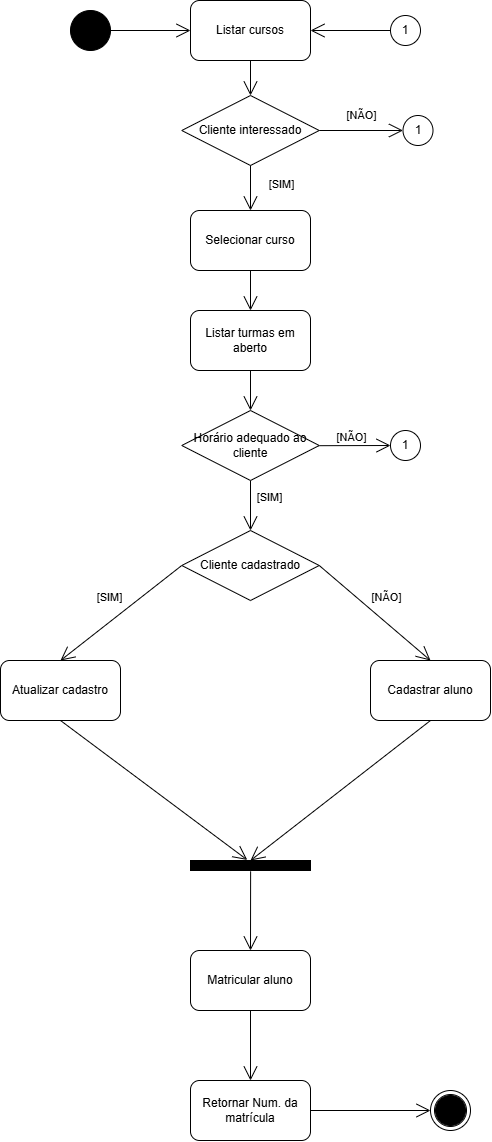 Listar cursos
1
Cliente interessado
[NÃO]
1
[SIM]
Selecionar curso
Listar turmas em
aberto
Horário adequado ao
cliente
[NÃO]
1
[SIM]
Cliente cadastrado
[SIM]
[NÃO]
Atualizar cadastro
Cadastrar aluno
Matricular aluno
Retornar Num. da
matrícula